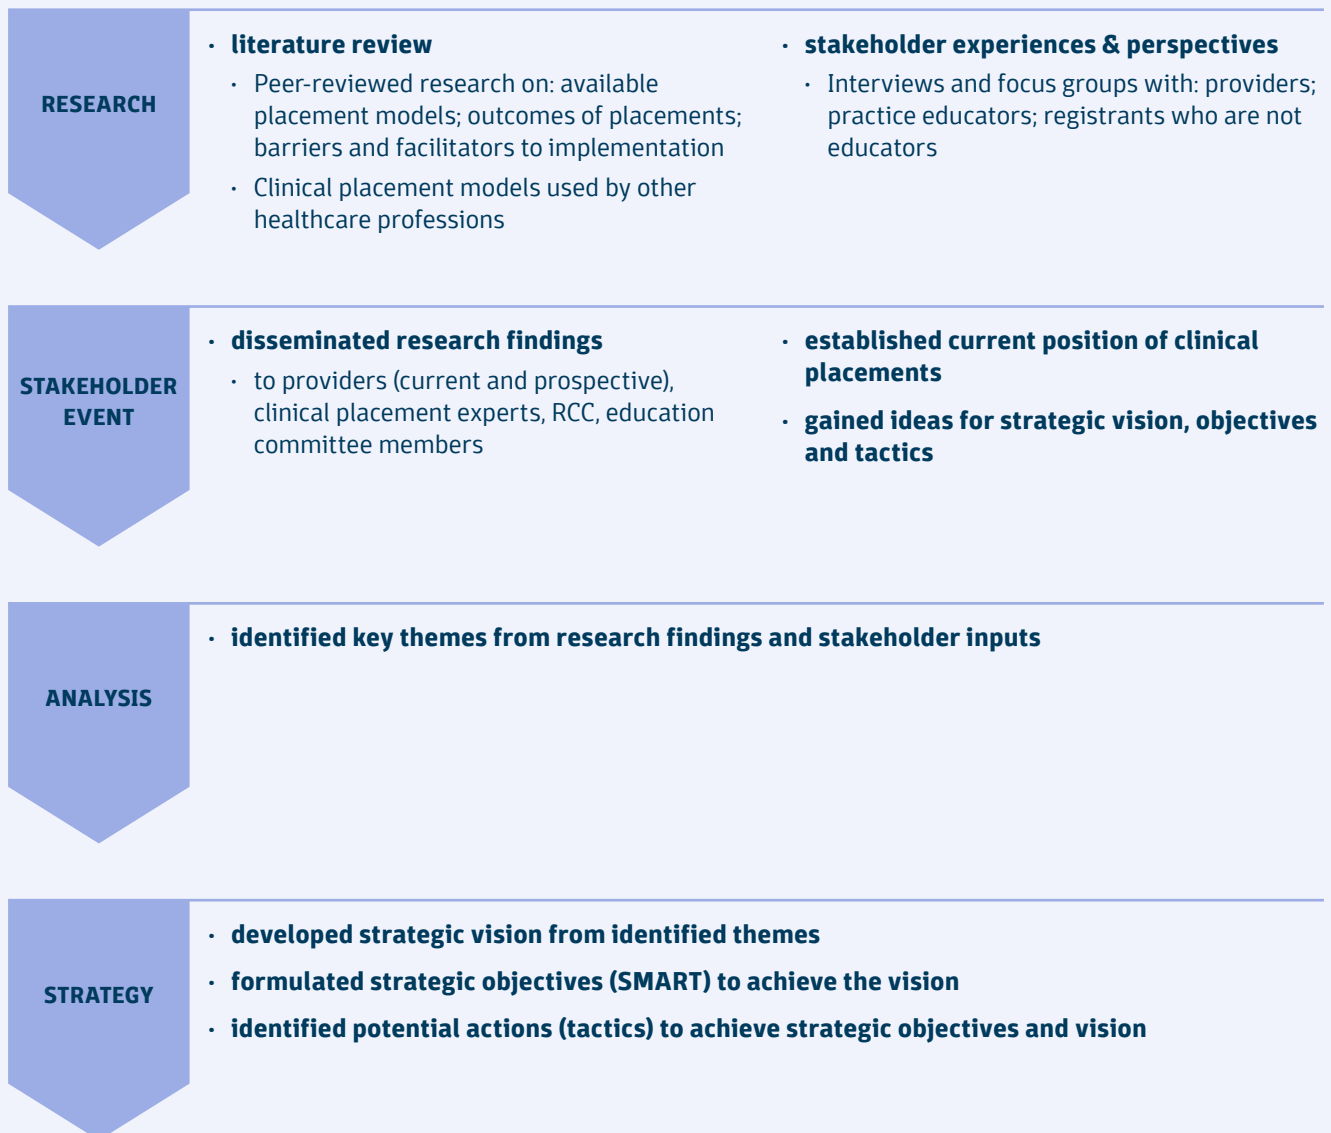 RESEARCH
· literature review
· Peer-reviewed research on: available
placement models; outcomes of placements;
barriers and facilitators to implementation
· Clinical placement models used by other
healthcare professions
· stakeholder experiences & perspectives
· Interviews and focus groups with: providers;
practice educators; registrants who are not
educators
STAKEHOLDER
EVENT
· disseminated research findings
· to providers (current and prospective),
clinical placement experts, RCC, education
committee members
· established current position of clinical
placements
· gained ideas for strategic vision, objectives
and tactics
ANALYSIS
· identified key themes from research findings and stakeholder inputs
STRATEGY
· developed strategic vision from identified themes
· formulated strategic objectives (SMART) to achieve the vision
· identified potential actions (tactics) to achieve strategic objectives and vision